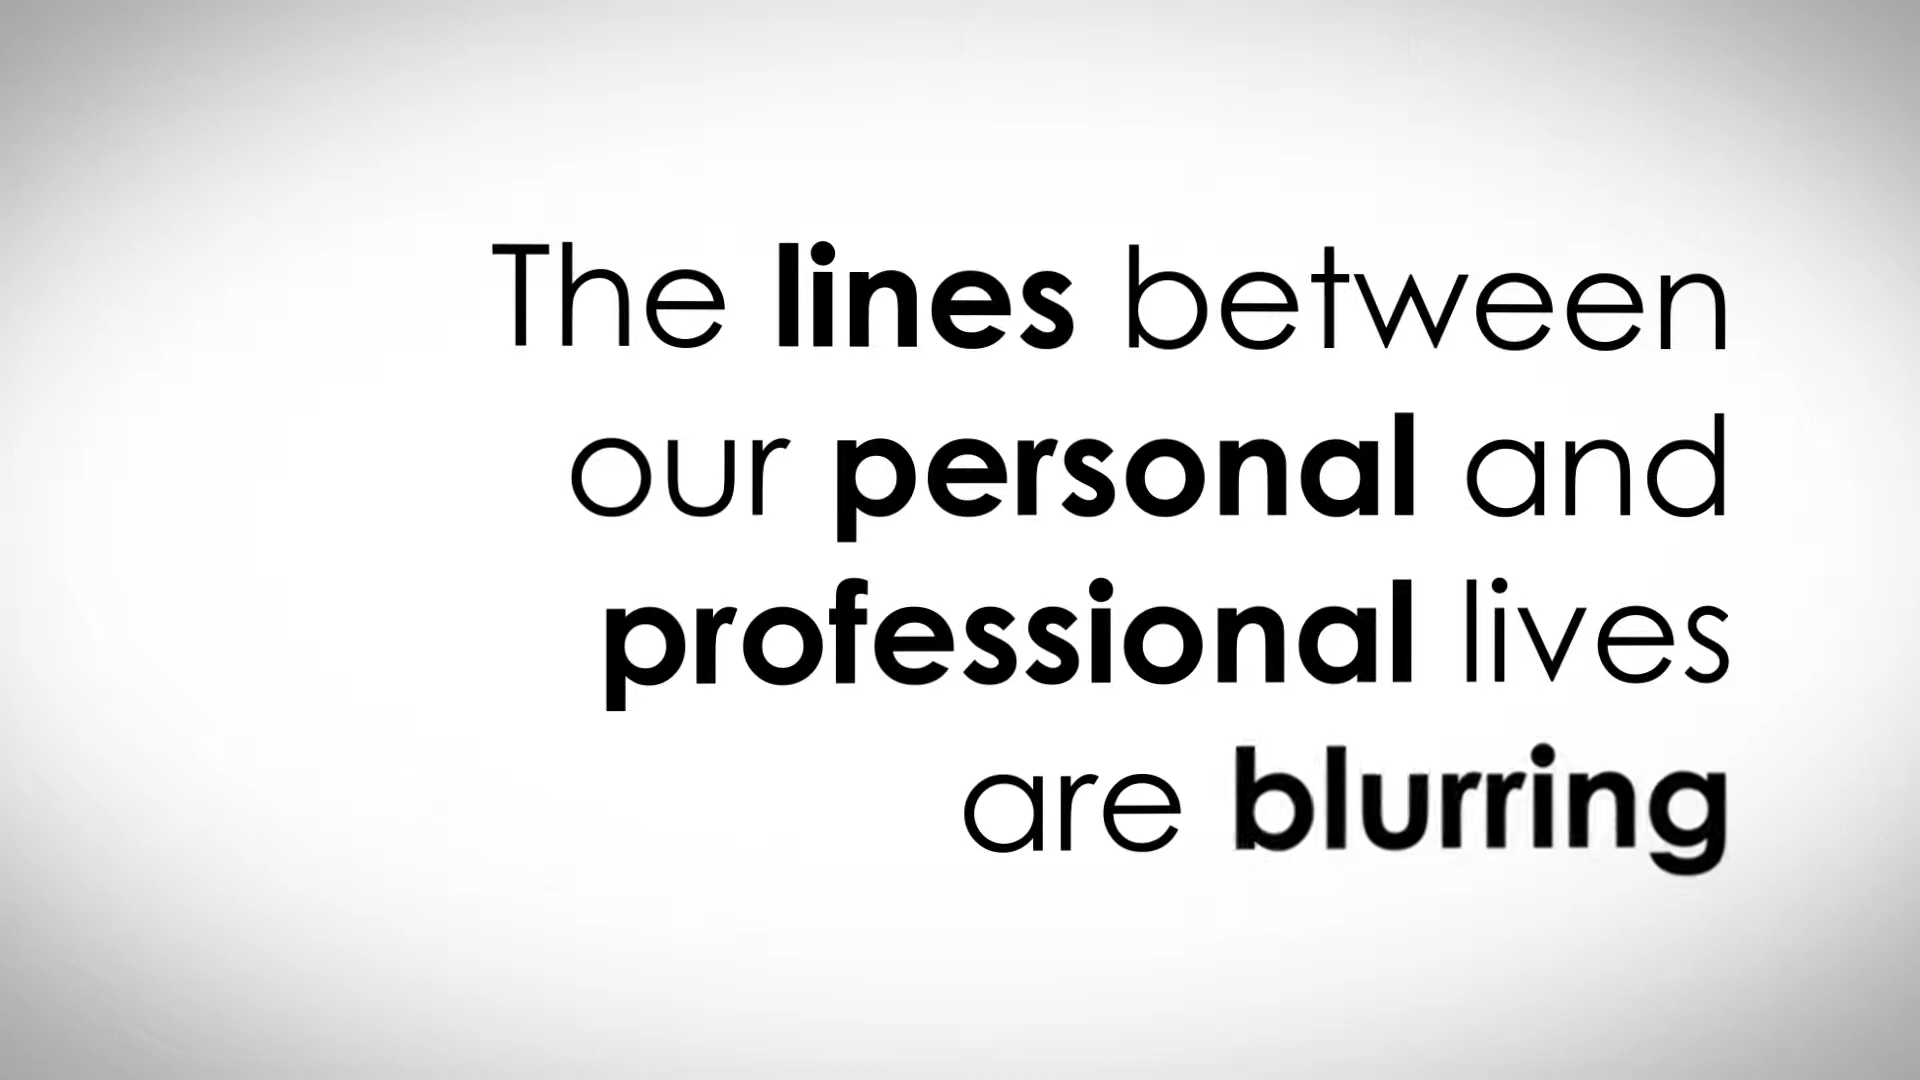 The lines between
our personal and
professional lives
are blurring